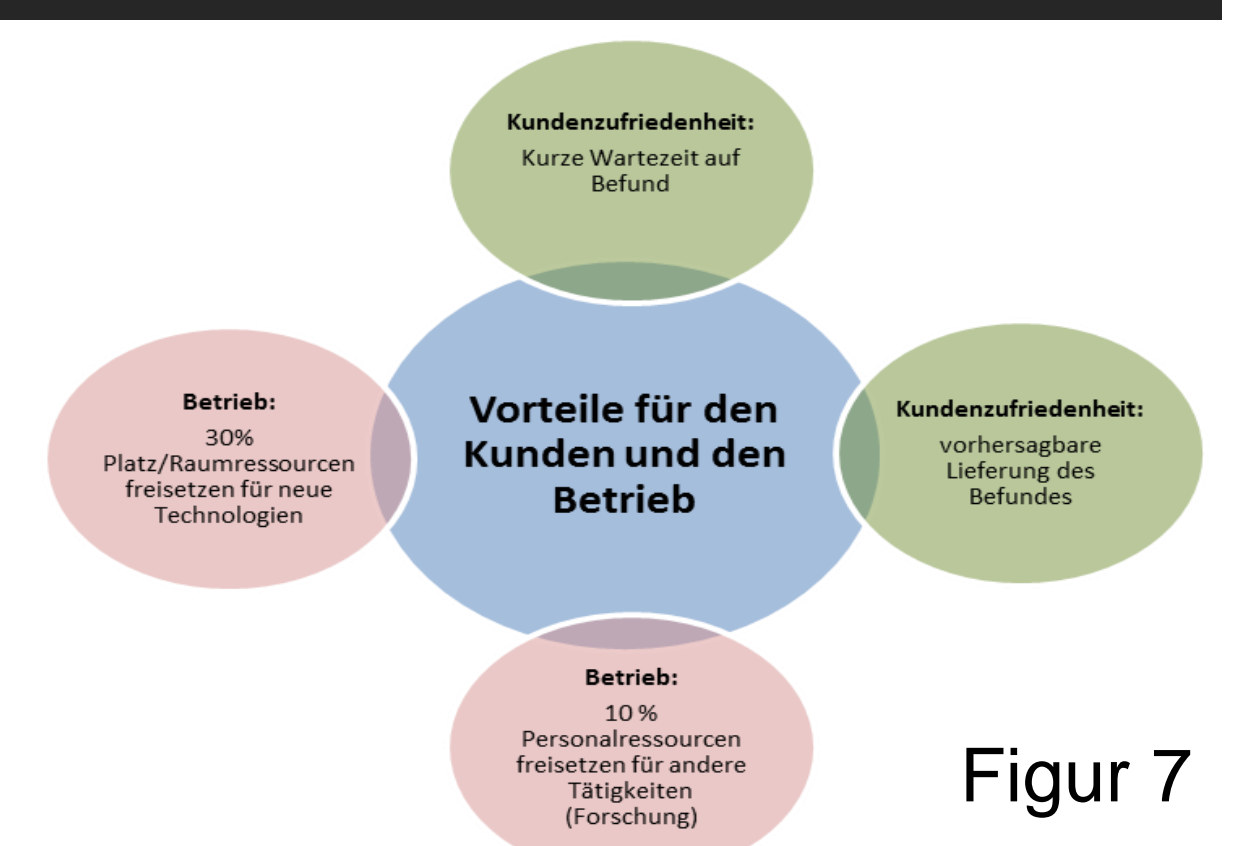 Kundenzufriedenheit:
Kurze Wartezeit auf
Befund
Betrieb:
30%
Platz/Raumressourcen
freisetzen für neue
Technologien
Vorteile für den
Kunden und den
Betrieb
Kundenzufriedenheit:
vorhersagbare
Lieferung des
Befundes
Betrieb:
10 %
Personalressourcen
freisetzen für andere
Tätigkeiten
(Forschung)
Figur 7